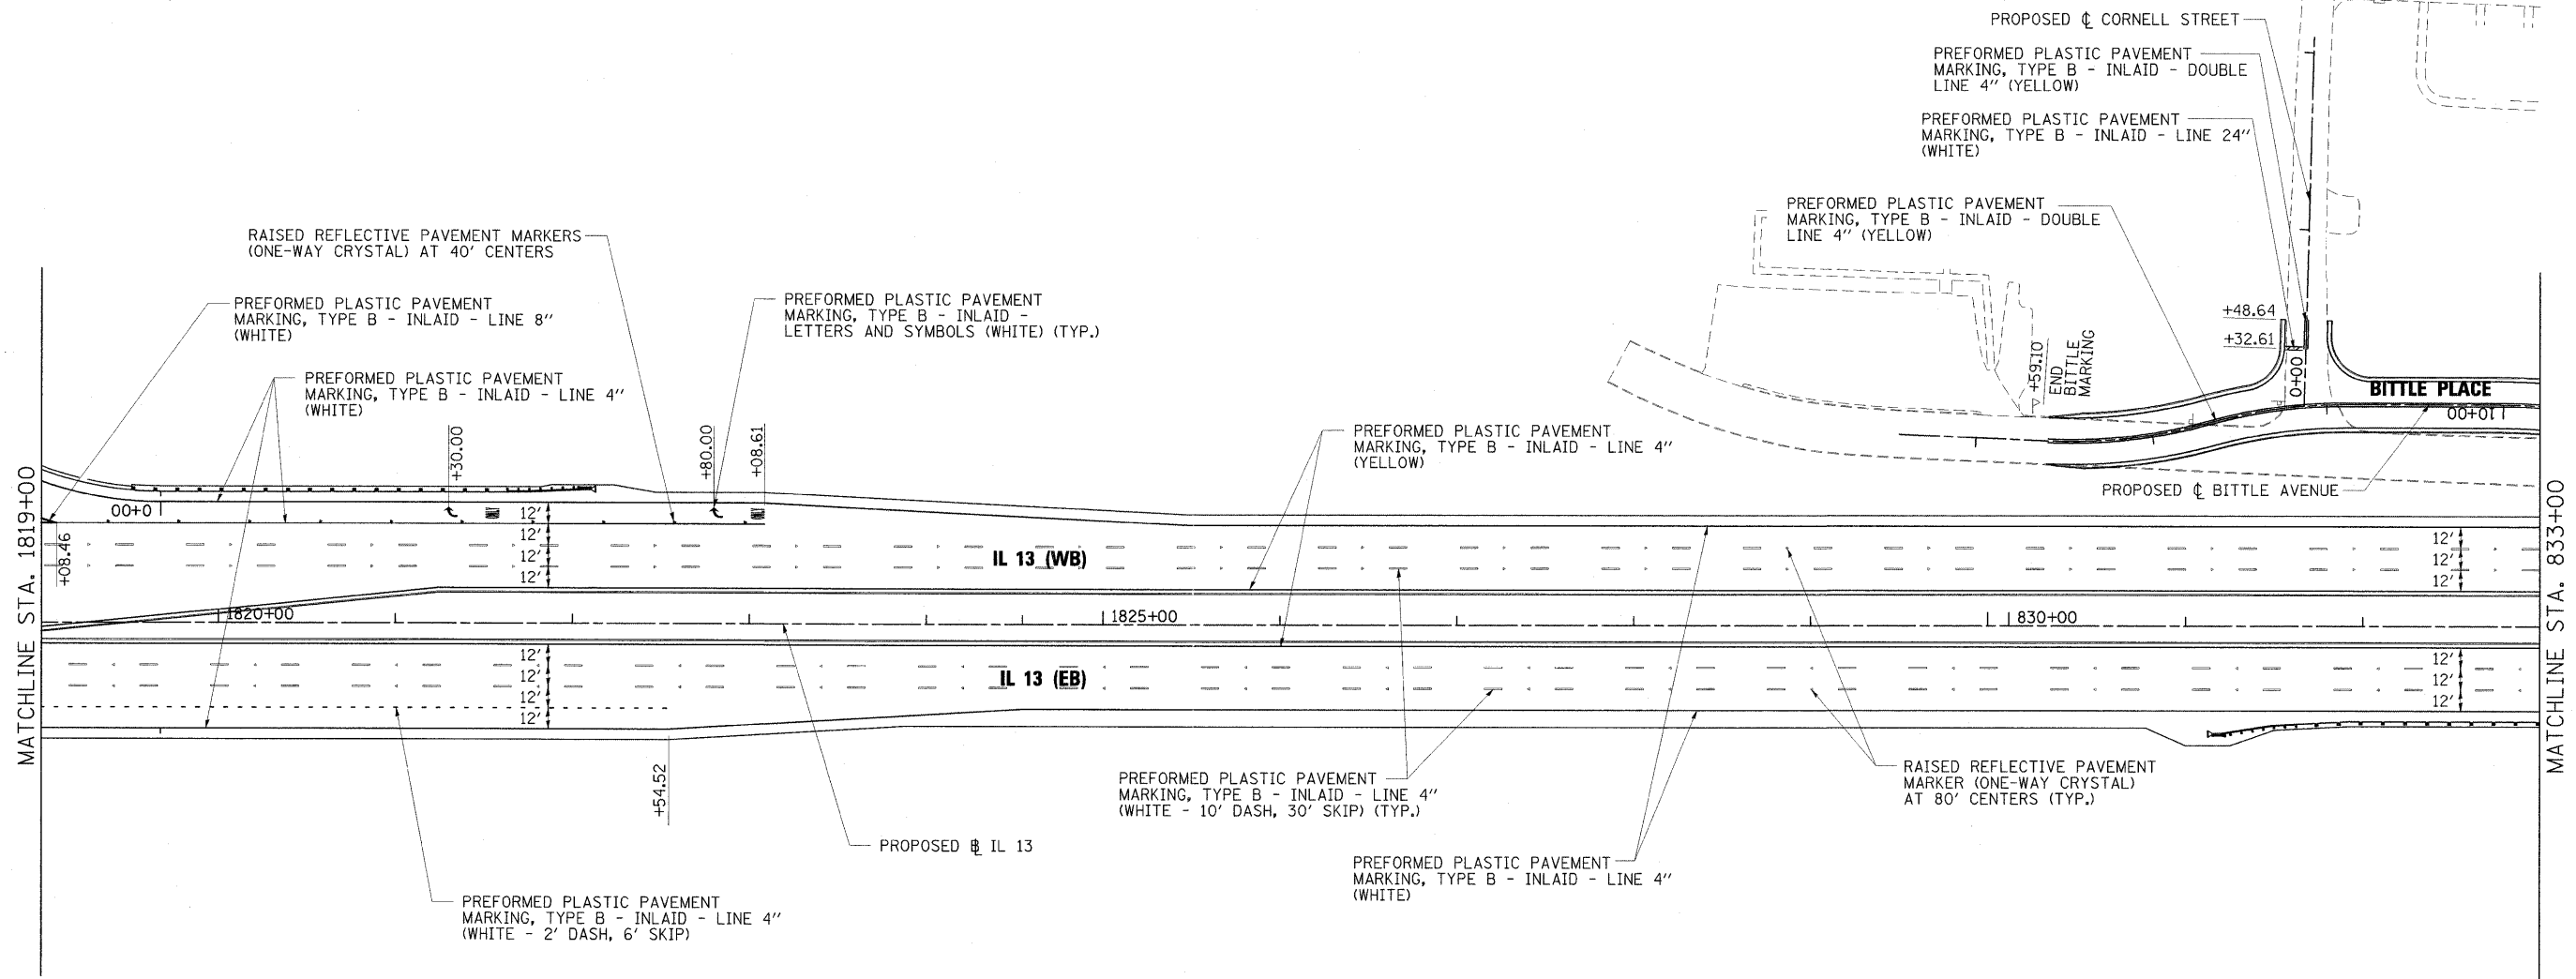 PROPOSED ℄ CORNELL STREET
PREFORMED PLASTIC PAVEMENT
MARKING, TYPE B - INLAID - DOUBLE
LINE 4" (YELLOW)
PREFORMED PLASTIC PAVEMENT
MARKING, TYPE B - INLAID - LINE 24"
(WHITE)
PREFORMED PLASTIC PAVEMENT
MARKING, TYPE B - INLAID - DOUBLE
LINE 4" (YELLOW)
RAISED REFLECTIVE PAVEMENT MARKERS
(ONE-WAY CRYSTAL) AT 40' CENTERS
PREFORMED PLASTIC PAVEMENT
MARKING, TYPE B - INLAID - LINE 8"
(WHITE)
PREFORMED PLASTIC PAVEMENT
MARKING, TYPE B - INLAID -
LETTERS AND SYMBOLS (WHITE) (TYP.)
PREFORMED PLASTIC PAVEMENT
MARKING, TYPE B - INLAID - LINE 4"
(WHITE)
+48.64
+32.61
+59.10
END
BITTLE
MARKING
0+00
BITTLE PLACE
10+00
PREFORMED PLASTIC PAVEMENT
MARKING, TYPE B - INLAID - LINE 4"
(YELLOW)
PROPOSED ℄ BITTLE AVENUE
+30.00
+80.00
+08.61
MATCHLINE STA. 1819+00
+08.46
0+00
12'
12'
12'
12'
IL 13 (WB)
12'
12'
12'
MATCHLINE STA. 833+00
1820+00
1825+00
830+00
12'
12'
12'
12'
IL 13 (EB)
12'
12'
12'
+54.52
PREFORMED PLASTIC PAVEMENT
MARKING, TYPE B - INLAID - LINE 4"
(WHITE - 10' DASH, 30' SKIP) (TYP.)
RAISED REFLECTIVE PAVEMENT
MARKER (ONE-WAY CRYSTAL)
AT 80' CENTERS (TYP.)
PROPOSED ⅊ IL 13
PREFORMED PLASTIC PAVEMENT
MARKING, TYPE B - INLAID - LINE 4"
(WHITE)
PREFORMED PLASTIC PAVEMENT
MARKING, TYPE B - INLAID - LINE 4"
(WHITE - 2' DASH, 6' SKIP)